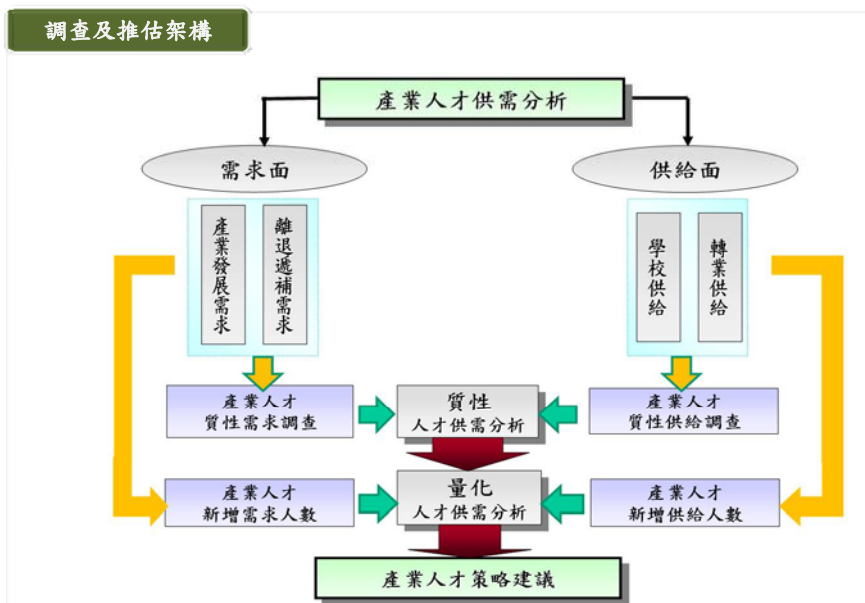 調查及推估架構
產業人才供需分析
需求面
供給面
產業發展需求
離退遞補需求
學校供給
轉業供給
產業人才
質性需求調查
質性
人才供需分析
產業人才
質性供給調查
產業人才
新增需求人數
量化
人才供需分析
產業人才
新增供給人數
產業人才策略建議